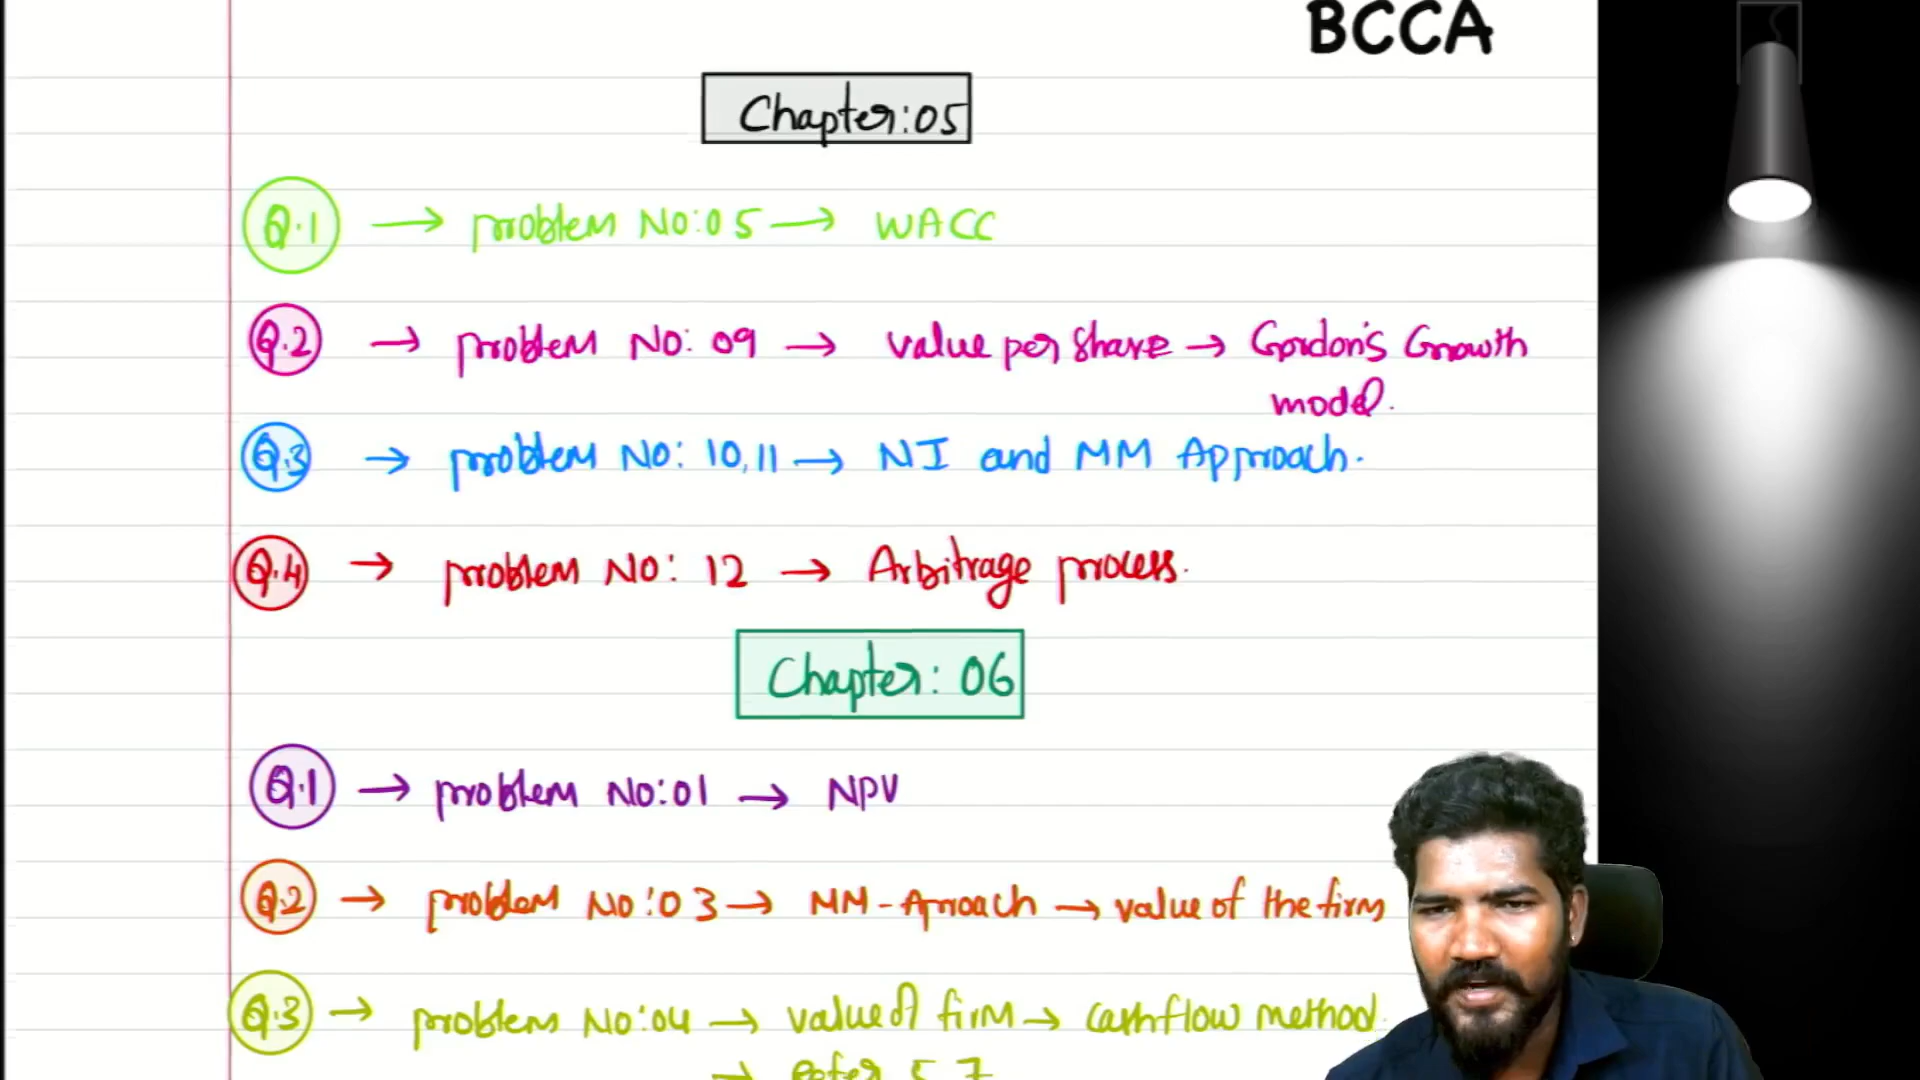 BCCA
Chapter:05
Q.1 → problem No:05 → WACC
Q.2 → problem No: 09 → value per share → Gordon's Growth
model.
Q.3 → problem No: 10,11 → NI and MM Approach.
Q.4 → problem No: 12 → Arbitrage process.
Chapter: 06
Q.1 → problem No:01 → NPV
Q.2 → problem No:03 → MM-Aproach → value of the firm
Q.3 → problem No:04 → value of firm → cashflow method.
→ Refer 5,7